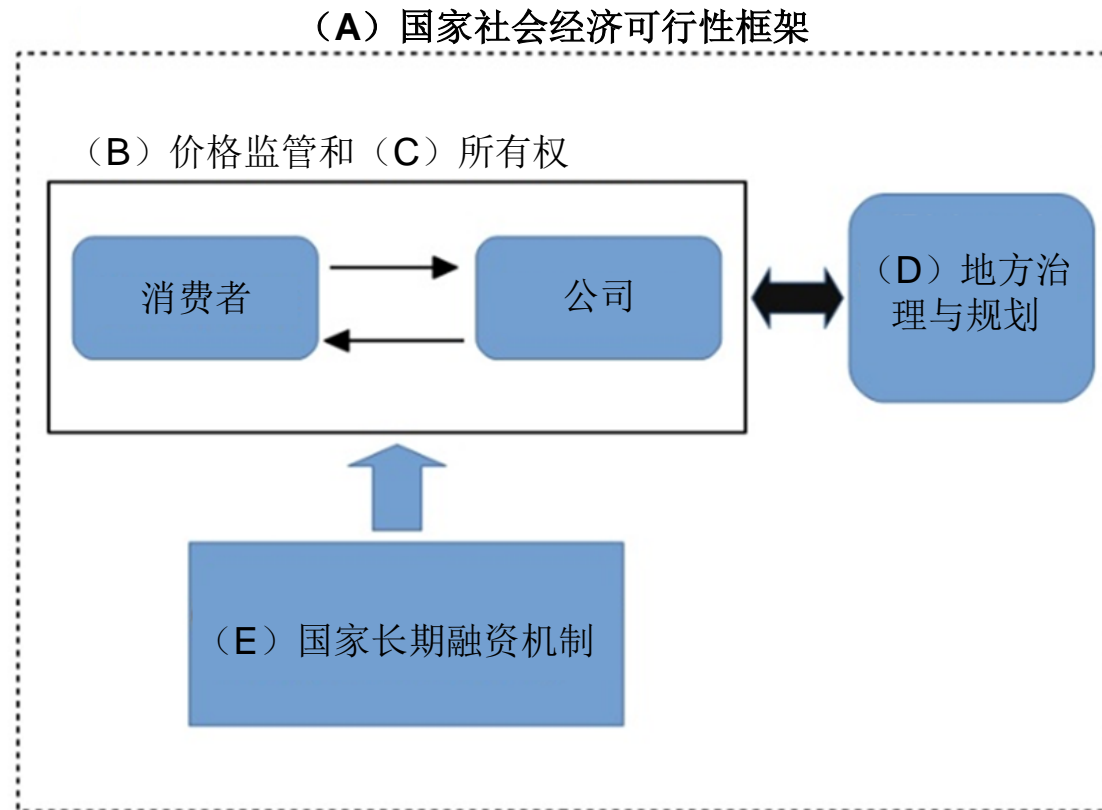 （A）国家社会经济可行性框架
（B）价格监管和（C）所有权
消费者
公司
（D）地方治
理与规划
（E）国家长期融资机制